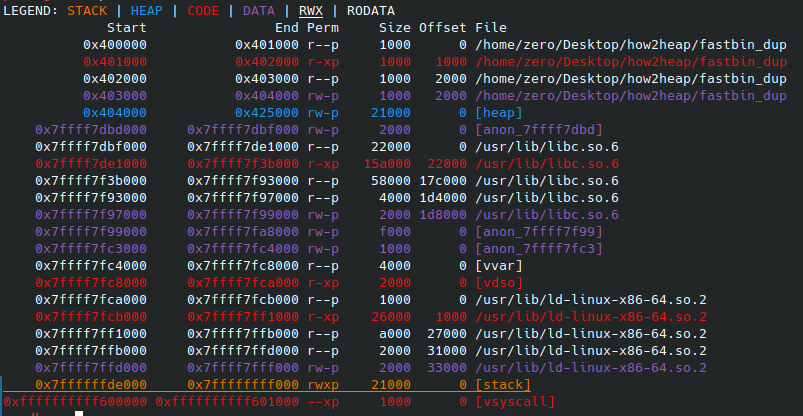 LEGEND: STACK | HEAP | CODE | DATA | RWX | RODATA
Start End Perm Size Offset File
0x400000 0x401000 r--p 1000 0 /home/zero/Desktop/how2heap/fastbin_dup
0x401000 0x402000 r-xp 1000 1000 /home/zero/Desktop/how2heap/fastbin_dup
0x402000 0x403000 r--p 1000 2000 /home/zero/Desktop/how2heap/fastbin_dup
0x403000 0x404000 rw-p 1000 2000 /home/zero/Desktop/how2heap/fastbin_dup
0x404000 0x425000 rw-p 21000 0 [heap]
0x7ffff7dbd000 0x7ffff7dbf000 rw-p 2000 0 [anon_7ffff7dbd]
0x7ffff7dbf000 0x7ffff7de1000 r--p 22000 0 /usr/lib/libc.so.6
0x7ffff7de1000 0x7ffff7f3b000 r-xp 15a000 22000 /usr/lib/libc.so.6
0x7ffff7f3b000 0x7ffff7f93000 r--p 58000 17c000 /usr/lib/libc.so.6
0x7ffff7f93000 0x7ffff7f97000 r--p 4000 1d4000 /usr/lib/libc.so.6
0x7ffff7f97000 0x7ffff7f99000 rw-p 2000 1d8000 /usr/lib/libc.so.6
0x7ffff7f99000 0x7ffff7fa8000 rw-p f000 0 [anon_7ffff7f99]
0x7ffff7fc3000 0x7ffff7fc4000 rw-p 1000 0 [anon_7ffff7fc3]
0x7ffff7fc4000 0x7ffff7fc8000 r--p 4000 0 [vvar]
0x7ffff7fc8000 0x7ffff7fca000 r-xp 2000 0 [vdso]
0x7ffff7fca000 0x7ffff7fcb000 r--p 1000 0 /usr/lib/ld-linux-x86-64.so.2
0x7ffff7fcb000 0x7ffff7ff1000 r-xp 26000 1000 /usr/lib/ld-linux-x86-64.so.2
0x7ffff7ff1000 0x7ffff7ffb000 r--p a000 27000 /usr/lib/ld-linux-x86-64.so.2
0x7ffff7ffb000 0x7ffff7ffd000 r--p 2000 31000 /usr/lib/ld-linux-x86-64.so.2
0x7ffff7ffd000 0x7ffff7fff000 rw-p 2000 33000 /usr/lib/ld-linux-x86-64.so.2
0x7ffffffde000 0x7ffffffff000 rwxp 21000 0 [stack]
0xffffffffff600000 0xffffffffff601000 --xp 1000 0 [vsyscall]